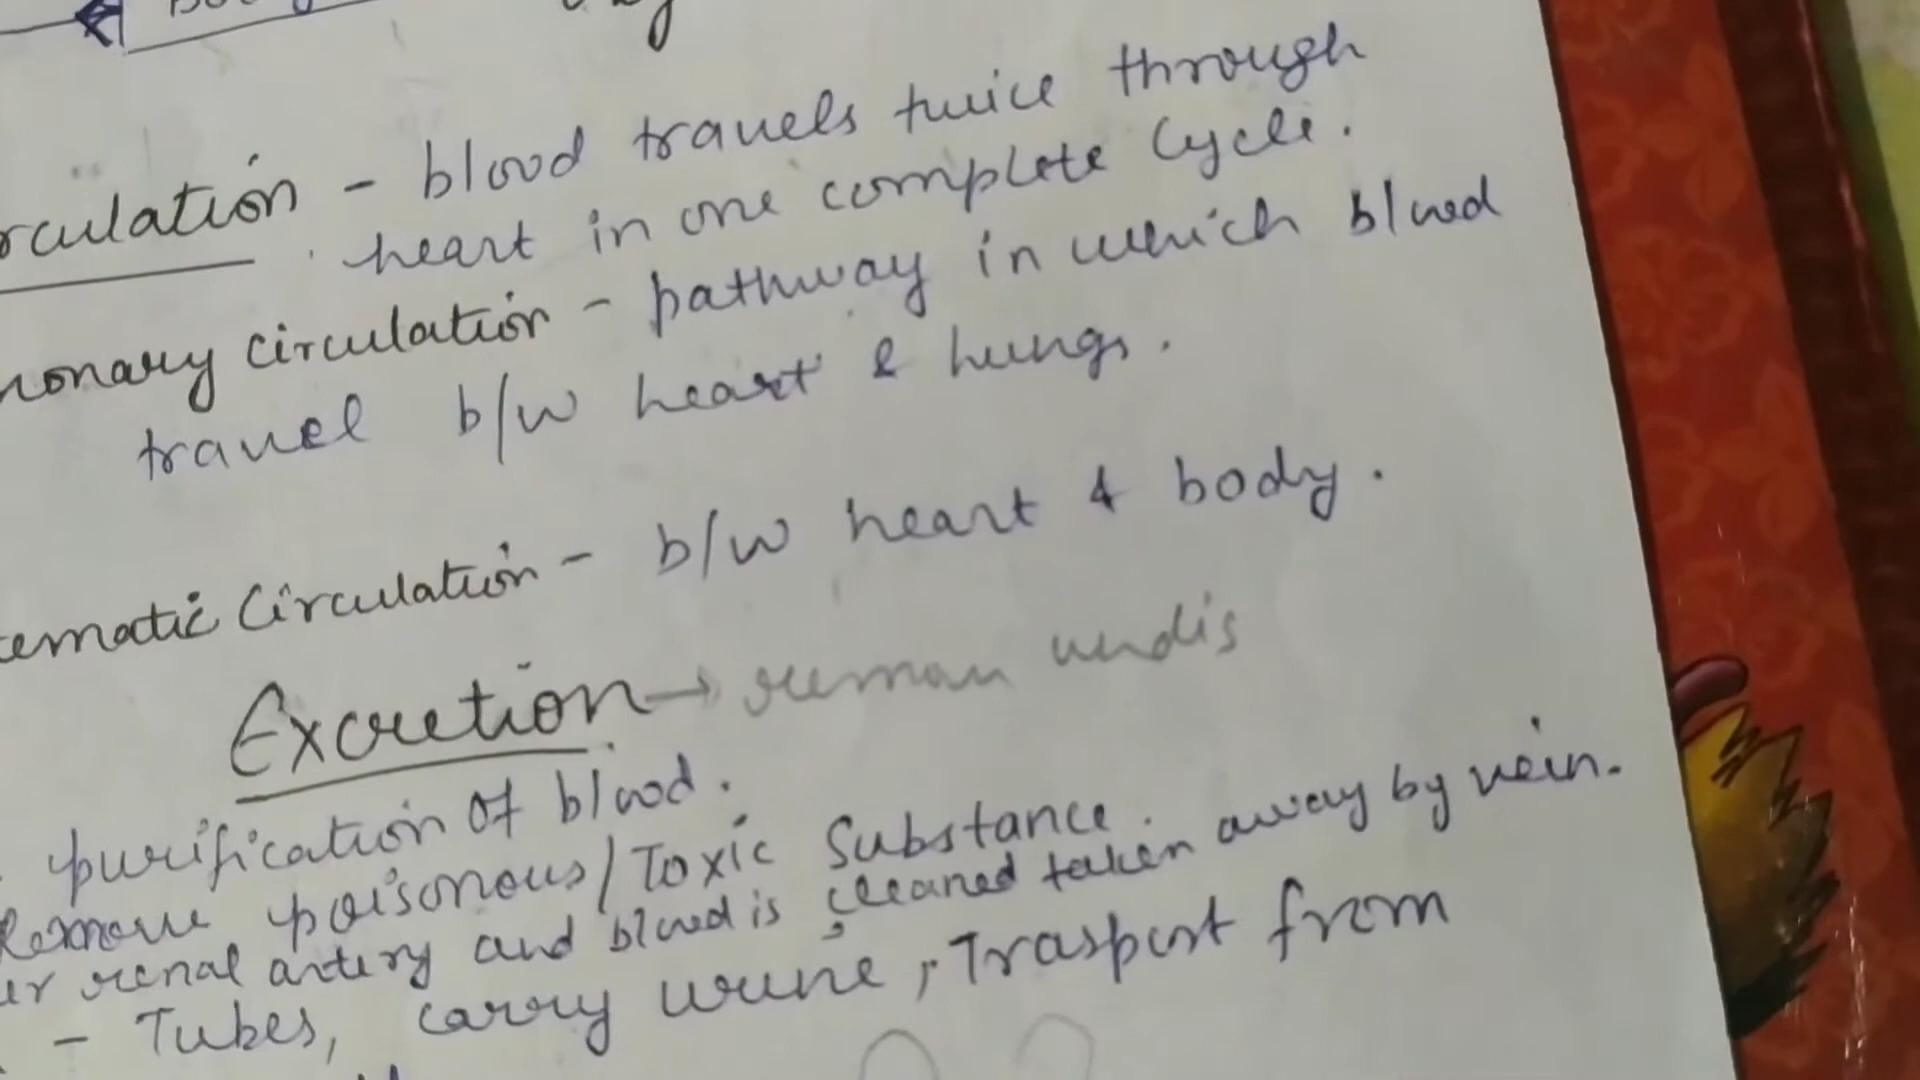 rculation - blood travels twice through
heart in one complete Cycle.
monary circulation - pathway in which blood
travel b/w heart & lungs.
tematic Circulation - b/w heart & body.
Excretion →
purification of blood.
Remove poisonous/Toxic Substance.
er renal artery and blood is cleaned taken away by vein.
- Tubes, carry urine, Trasport from